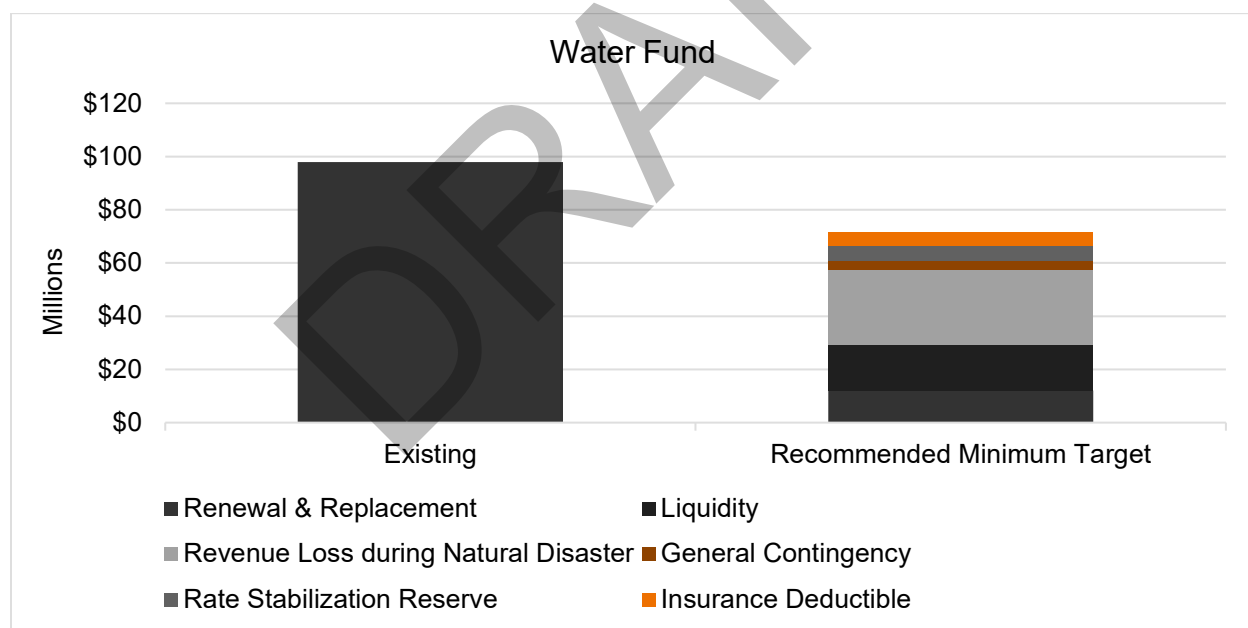 Water Fund
$120
$100
$80
$60
$40
$20
$0
Millions
Existing Recommended Minimum Target
Renewal & Replacement Liquidity
Revenue Loss during Natural Disaster General Contingency
Rate Stabilization Reserve Insurance Deductible